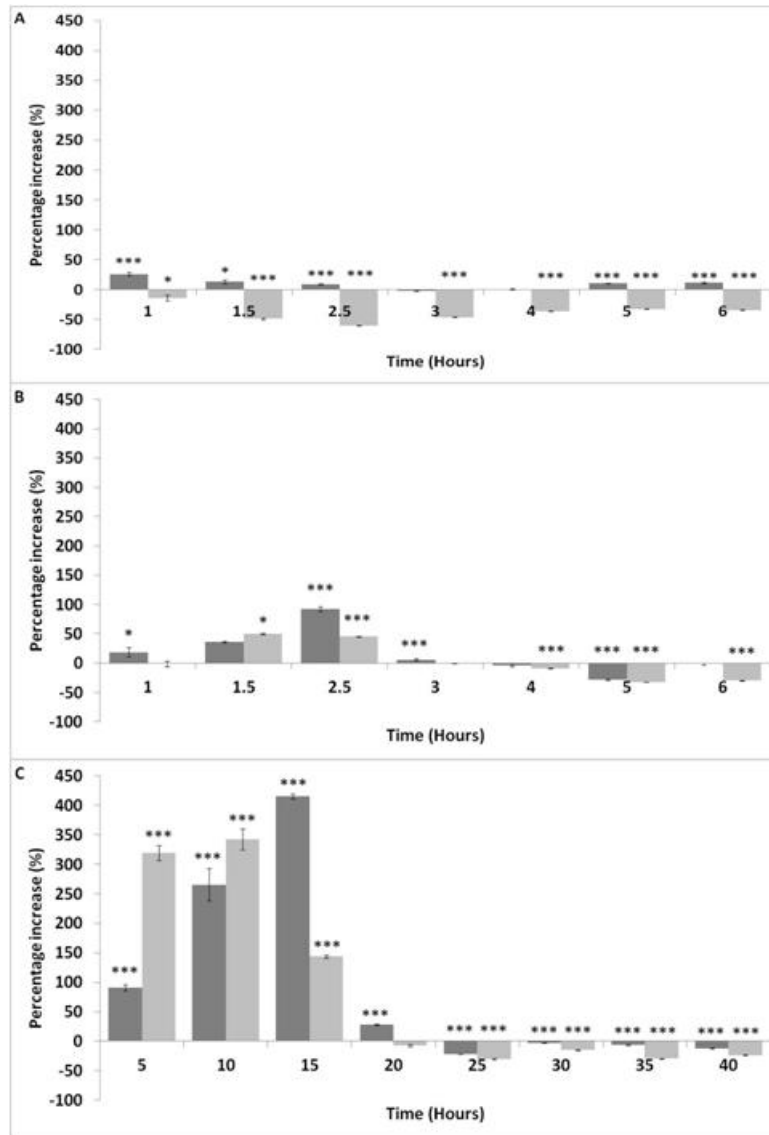 A
450
400
350
300
250
200
150
100
50
0
-50
-100
Percentage increase (%)
*** * * *** *** *** *** *** *** *** *** ***
1 1.5 2.5 3 4 5 6
Time (Hours)
B
450
400
350
300
250
200
150
100
50
0
-50
-100
Percentage increase (%)
* * *** *** *** *** *** *** ***
1 1.5 2.5 3 4 5 6
Time (Hours)
C
450
400
350
300
250
200
150
100
50
0
-50
-100
Percentage increase (%)
*** *** *** *** *** *** *** *** *** *** *** *** *** *** ***
5 10 15 20 25 30 35 40
Time (Hours)